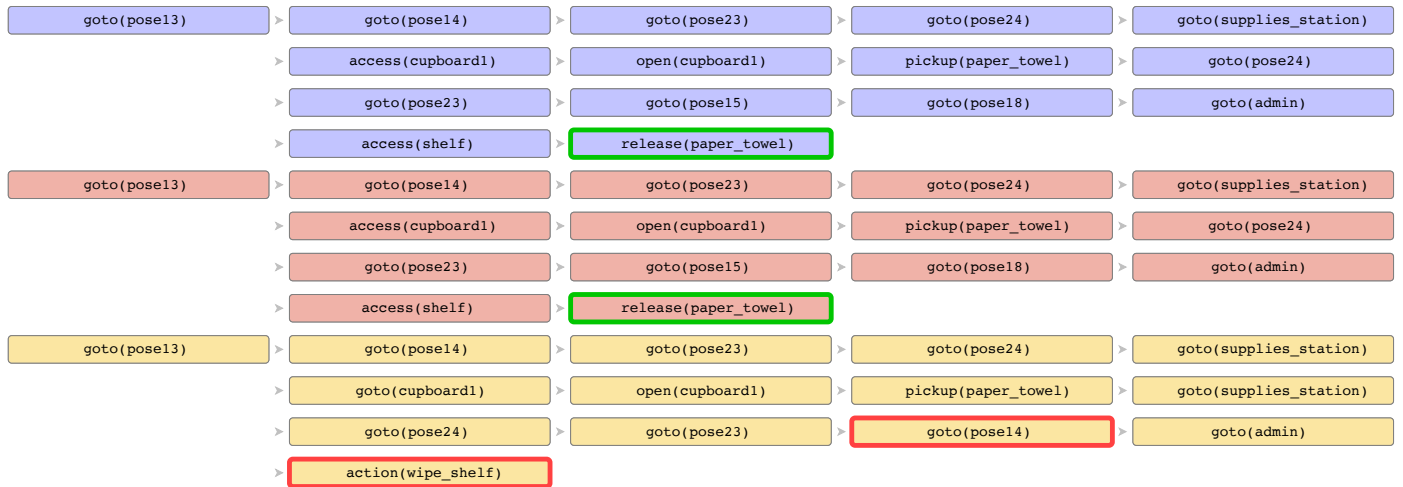 goto(pose13) goto(pose14) goto(pose23) goto(pose24) goto(supplies_station)
access(cupboard1) open(cupboard1) pickup(paper_towel) goto(pose24)
goto(pose23) goto(pose15) goto(pose18) goto(admin)
access(shelf) release(paper_towel)
goto(pose13) goto(pose14) goto(pose23) goto(pose24) goto(supplies_station)
access(cupboard1) open(cupboard1) pickup(paper_towel) goto(pose24)
goto(pose23) goto(pose15) goto(pose18) goto(admin)
access(shelf) release(paper_towel)
goto(pose13) goto(pose14) goto(pose23) goto(pose24) goto(supplies_station)
goto(cupboard1) open(cupboard1) pickup(paper_towel) goto(supplies_station)
goto(pose24) goto(pose23) goto(pose14) goto(admin)
action(wipe_shelf)